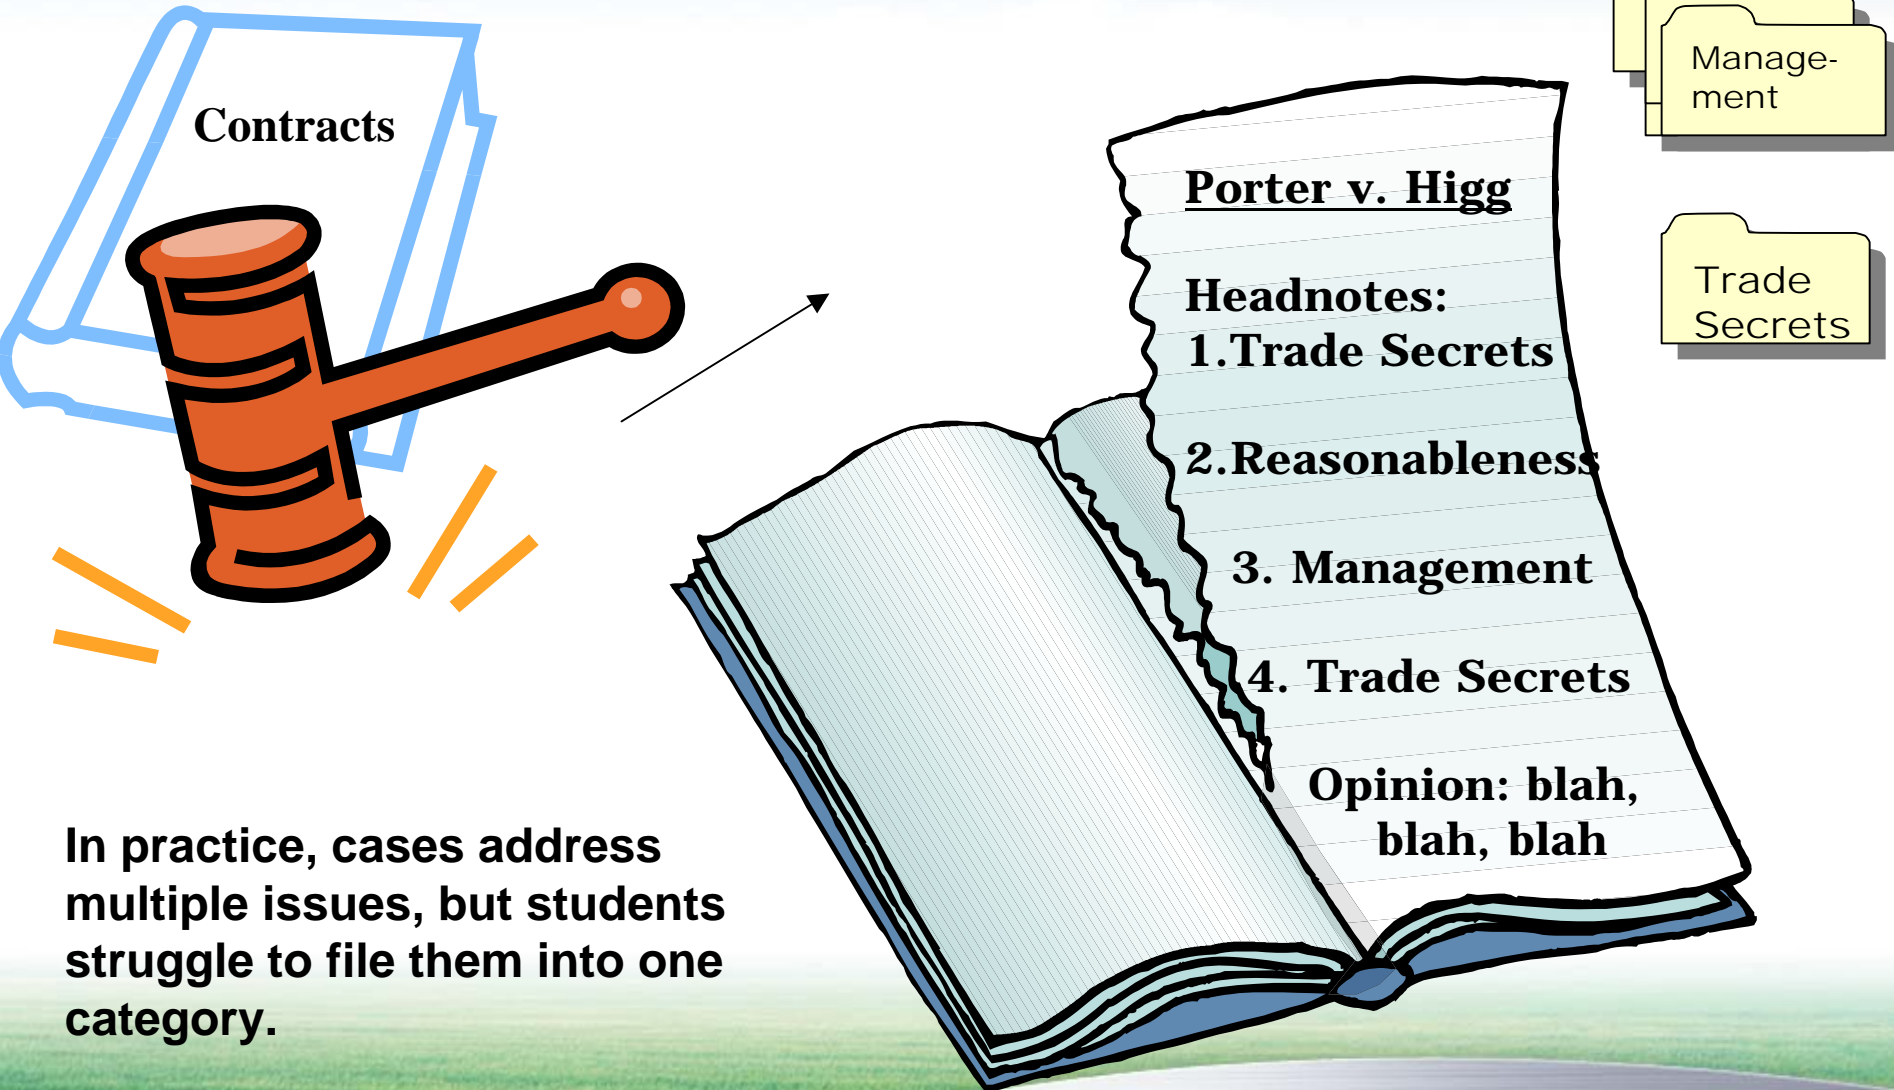 Contracts
Manage-
ment
Trade
Secrets
Porter v. Higg
Headnotes:
1.Trade Secrets
2.Reasonableness
3. Management
4. Trade Secrets
Opinion: blah,
blah, blah
In practice, cases address
multiple issues, but students
struggle to file them into one
category.